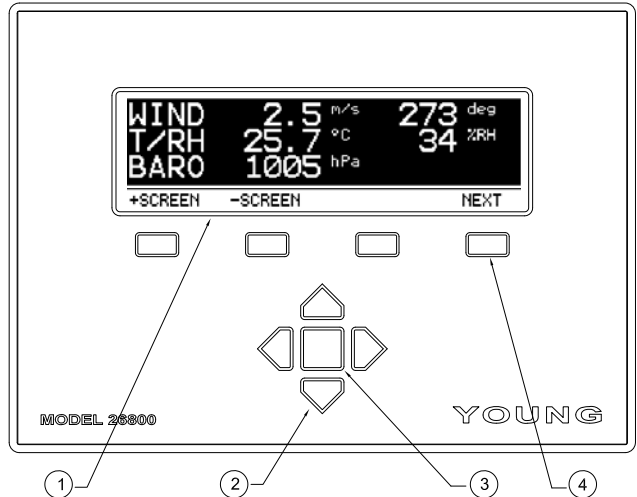 WIND 2.5 m/s 273 deg
T/RH 25.7 °C 34 %RH
BARO 1005 hPa
+SCREEN -SCREEN NEXT
MODEL 26800 YOUNG
1 2 3 4